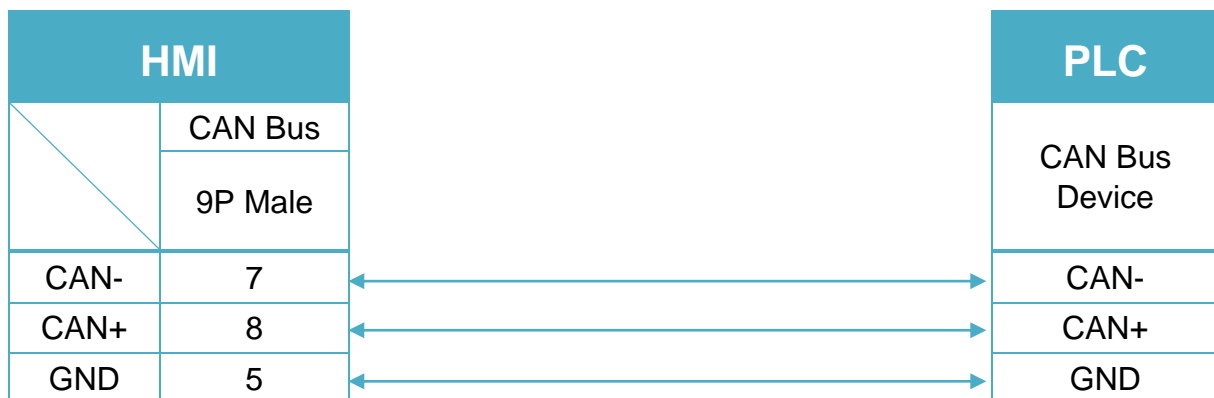 HMI
PLC
CAN Bus
9P Male
CAN Bus
Device
CAN- 7 CAN-
CAN+ 8 CAN+
GND 5 GND